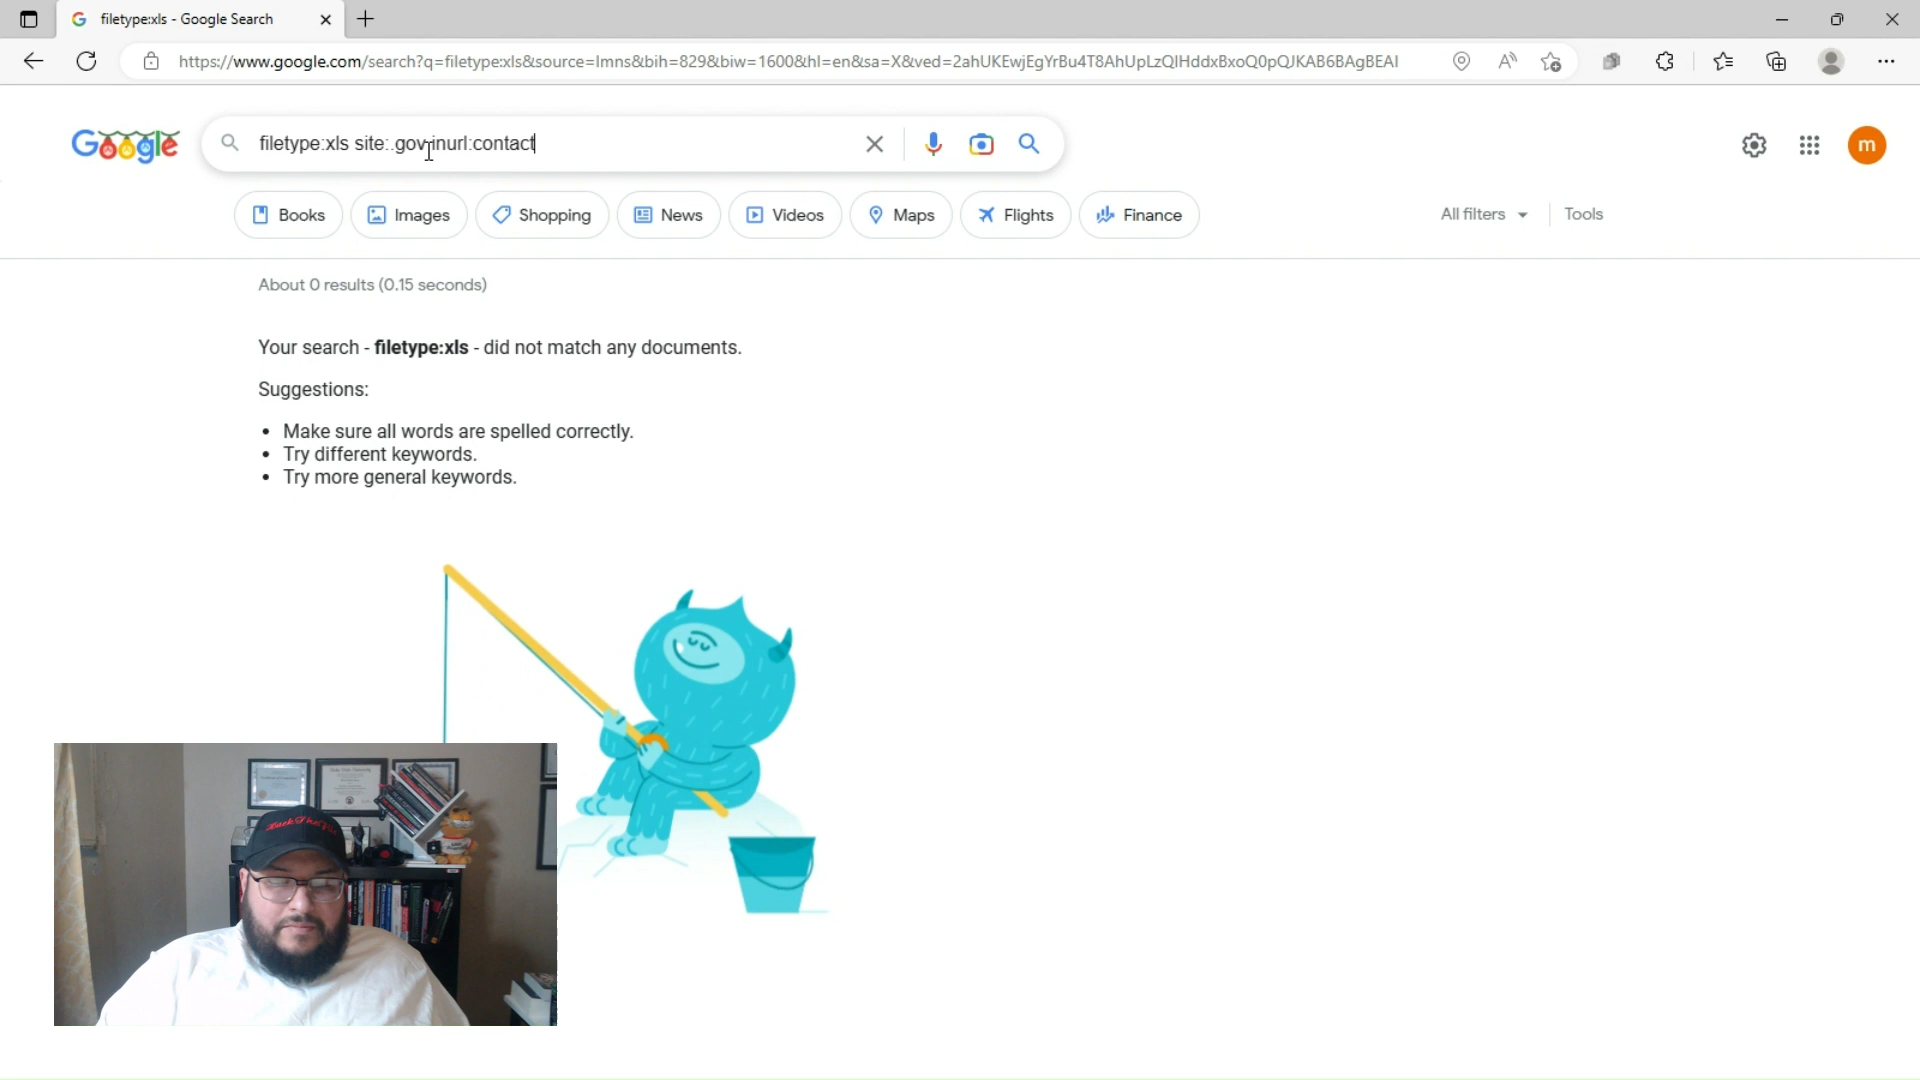 filetype:xls - Google Search
https://www.google.com/search?q=filetype:xls&source=lmns&bih=829&biw=1600&hl=en&sa=X&ved=2ahUKEwjEgYrBu4T8AhUpLzQIHddxBxoQ0pQJKAB6BAgBEAI
Google
filetype:xls site:.gov inurl:contact
m
Books
Images
Shopping
News
Videos
Maps
Flights
Finance
All filters
Tools
About 0 results (0.15 seconds)
Your search - filetype:xls - did not match any documents.
Suggestions:
• Make sure all words are spelled correctly.
• Try different keywords.
• Try more general keywords.